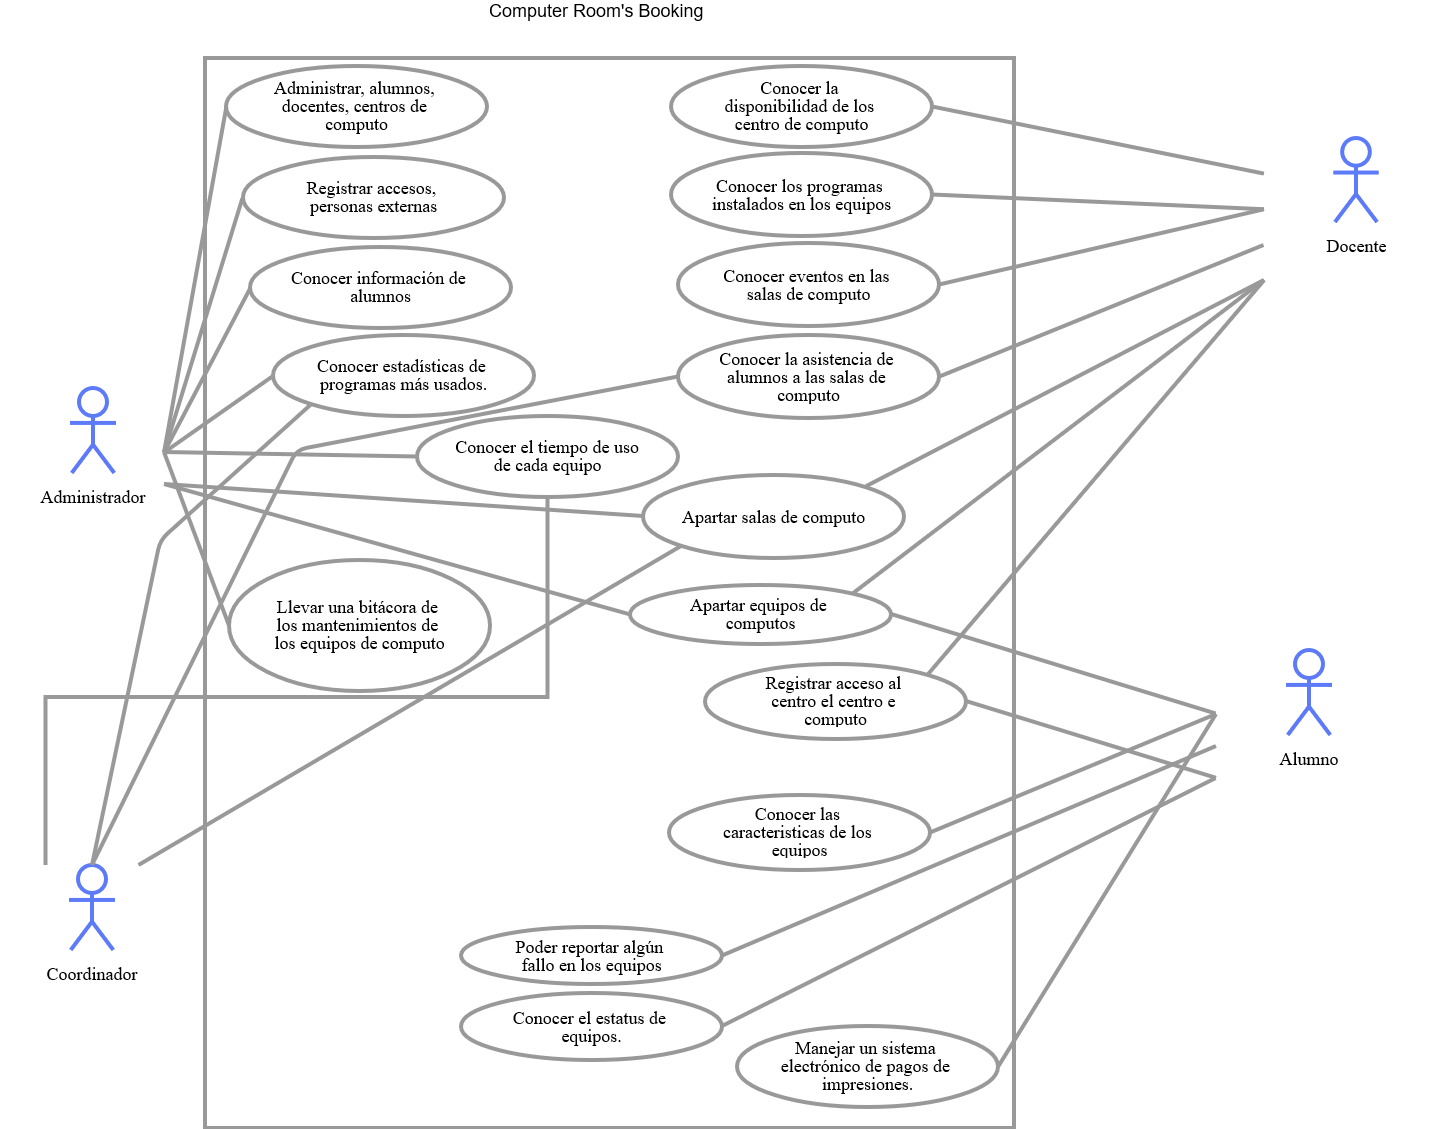 Computer Room's Booking
Administrar, alumnos,
docentes, centros de
computo
Registrar accesos,
personas externas
Conocer información de
alumnos
Conocer estadísticas de
programas más usados.
Conocer el tiempo de uso
de cada equipo
Llevar una bitácora de
los mantenimientos de
los equipos de computo
Conocer la
disponibilidad de los
centro de computo
Conocer los programas
instalados en los equipos
Conocer eventos en las
salas de computo
Conocer la asistencia de
alumnos a las salas de
computo
Apartar salas de computo
Apartar equipos de
computos
Registrar acceso al
centro el centro e
computo
Conocer las
caracteristicas de los
equipos
Poder reportar algún
fallo en los equipos
Conocer el estatus de
equipos.
Manejar un sistema
electrónico de pagos de
impresiones.
Administrador
Coordinador
Docente
Alumno